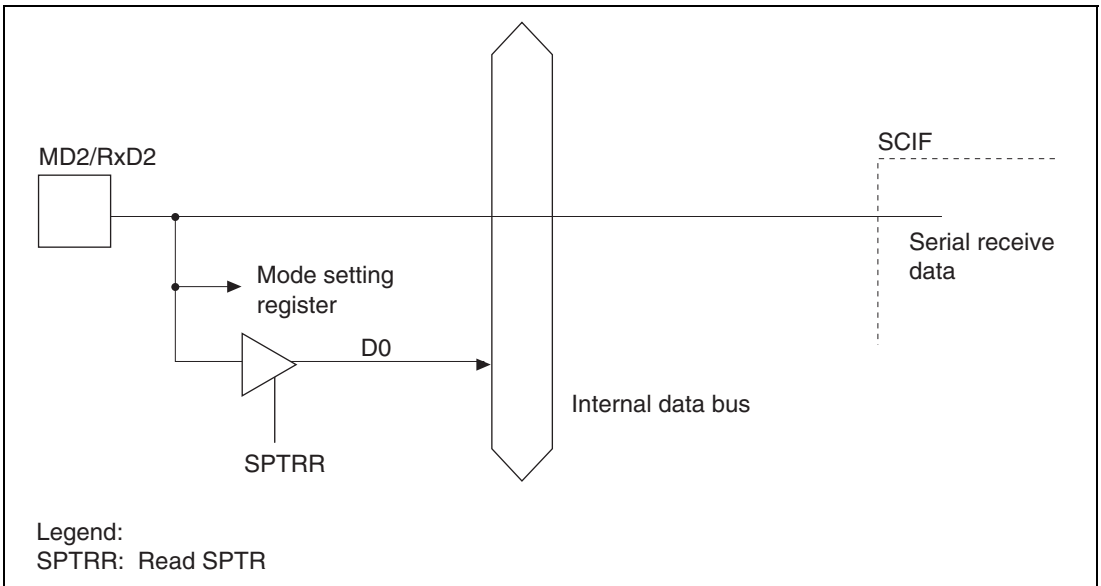 MD2/RxD2
SCIF
Serial receive
data
Mode setting
register
D0
Internal data bus
SPTRR
Legend:
SPTRR: Read SPTR